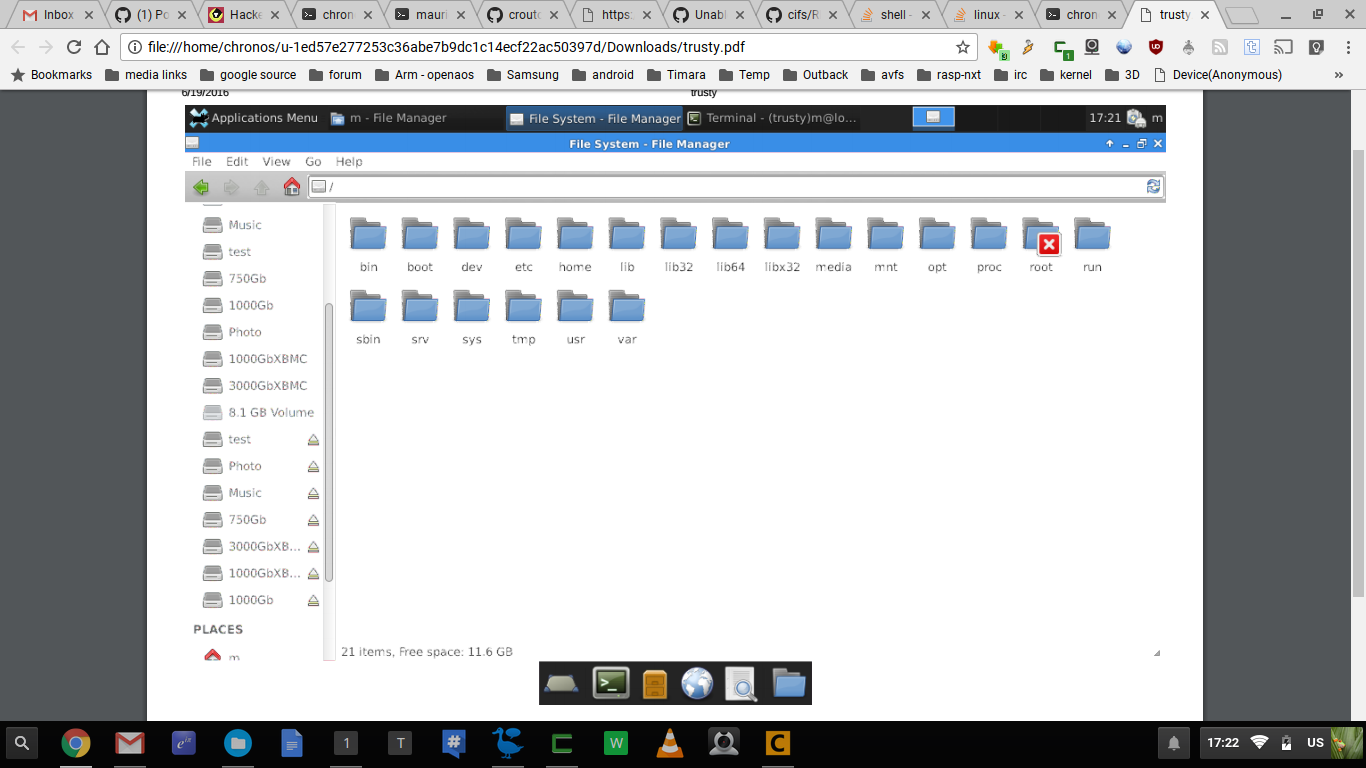 Inbox
(1) Po
Hacke
chron
mauri
crouto
https:
Unabl
cifs/R
shell -
linux -
chron
trusty
file:///home/chronos/u-1ed57e277253c36abe7b9dc1c14ecf22ac50397d/Downloads/trusty.pdf
Bookmarks
media links
google source
forum
Arm - openaos
Samsung
android
Timara
Temp
Outback
avfs
rasp-nxt
irc
kernel
3D
Device(Anonymous)
»
6/19/2016
trusty
Applications Menu
m - File Manager
File System - File Manager
Terminal - (trusty)m@lo...
17:21
m
File System - File Manager
File Edit View Go Help
/
Music
test
750Gb
1000Gb
Photo
1000GbXBMC
3000GbXBMC
8.1 GB Volume
test
Photo
Music
750Gb
3000GbXB...
1000GbXB...
1000Gb
PLACES
m
bin boot dev etc home lib lib32 lib64 libx32 media mnt opt proc root run
sbin srv sys tmp usr var
21 items, Free space: 11.6 GB
1
T
W
C
17:22
US